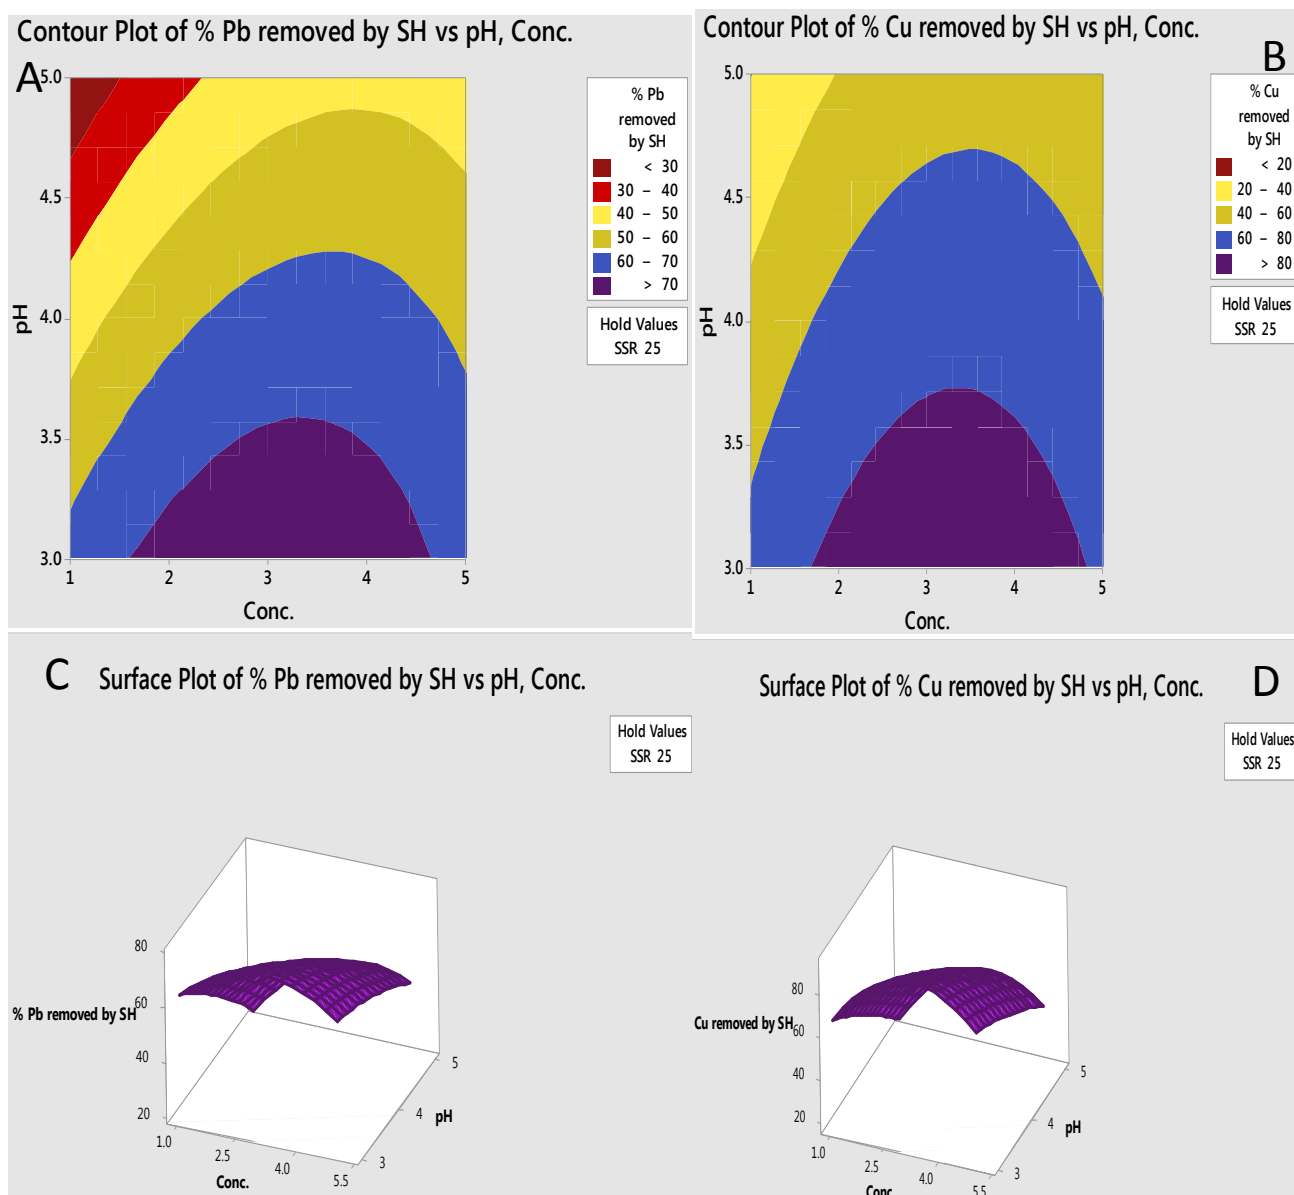 Contour Plot of % Pb removed by SH vs pH, Conc.
A
5.0
4.5
4.0
3.5
3.0
pH
1 2 3 4 5
Conc.
% Pb
removed
by SH
< 30
30 – 40
40 – 50
50 – 60
60 – 70
> 70
Hold Values
SSR 25
Contour Plot of % Cu removed by SH vs pH, Conc.
B
5.0
4.5
4.0
3.5
3.0
pH
1 2 3 4 5
Conc.
% Cu
removed
by SH
< 20
20 – 40
40 – 60
60 – 80
> 80
Hold Values
SSR 25
C
Surface Plot of % Pb removed by SH vs pH, Conc.
Hold Values
SSR 25
80
60
40
20
% Pb removed by SH
1.0
2.5
4.0
5.5
Conc.
3
4
5
pH
Surface Plot of % Cu removed by SH vs pH, Conc.
D
Hold Values
SSR 25
80
60
40
20
Cu removed by SH
1.0
2.5
4.0
5.5
Conc
3
4
5
pH